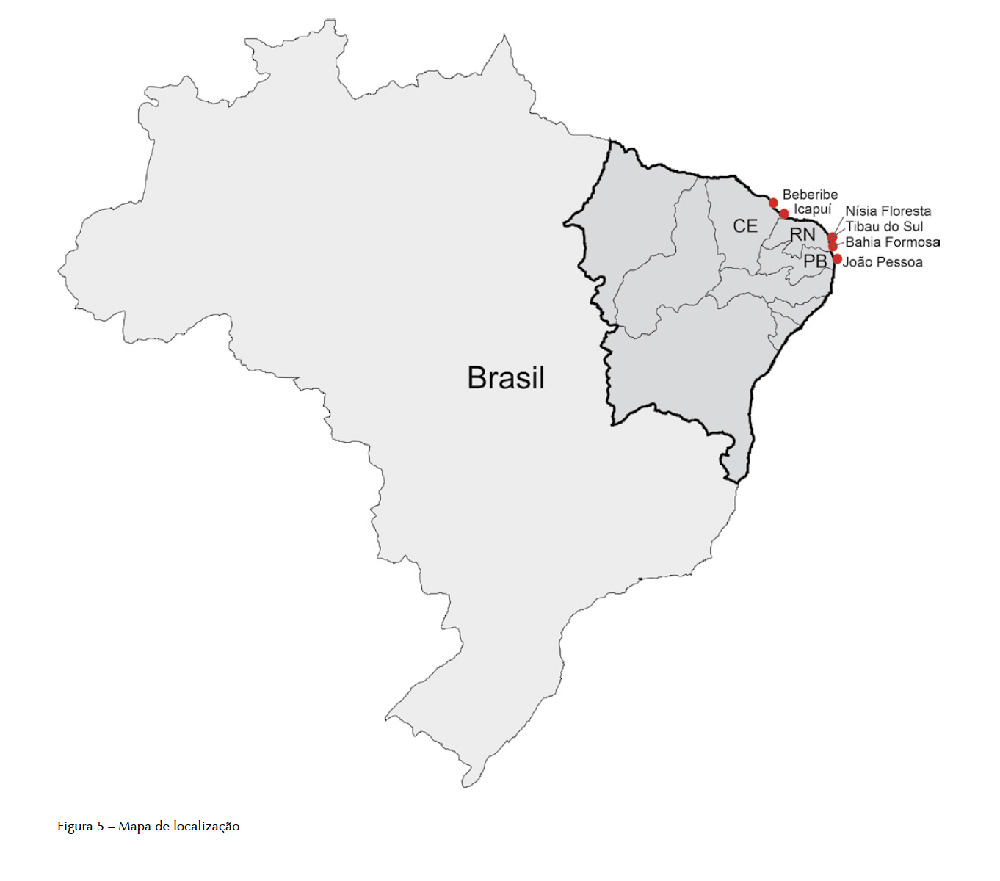 Beberibe
Icapuí
Nísia Floresta
Tibau do Sul
Bahia Formosa
João Pessoa
CE
RN
PB
Brasil
Figura 5 – Mapa de localização